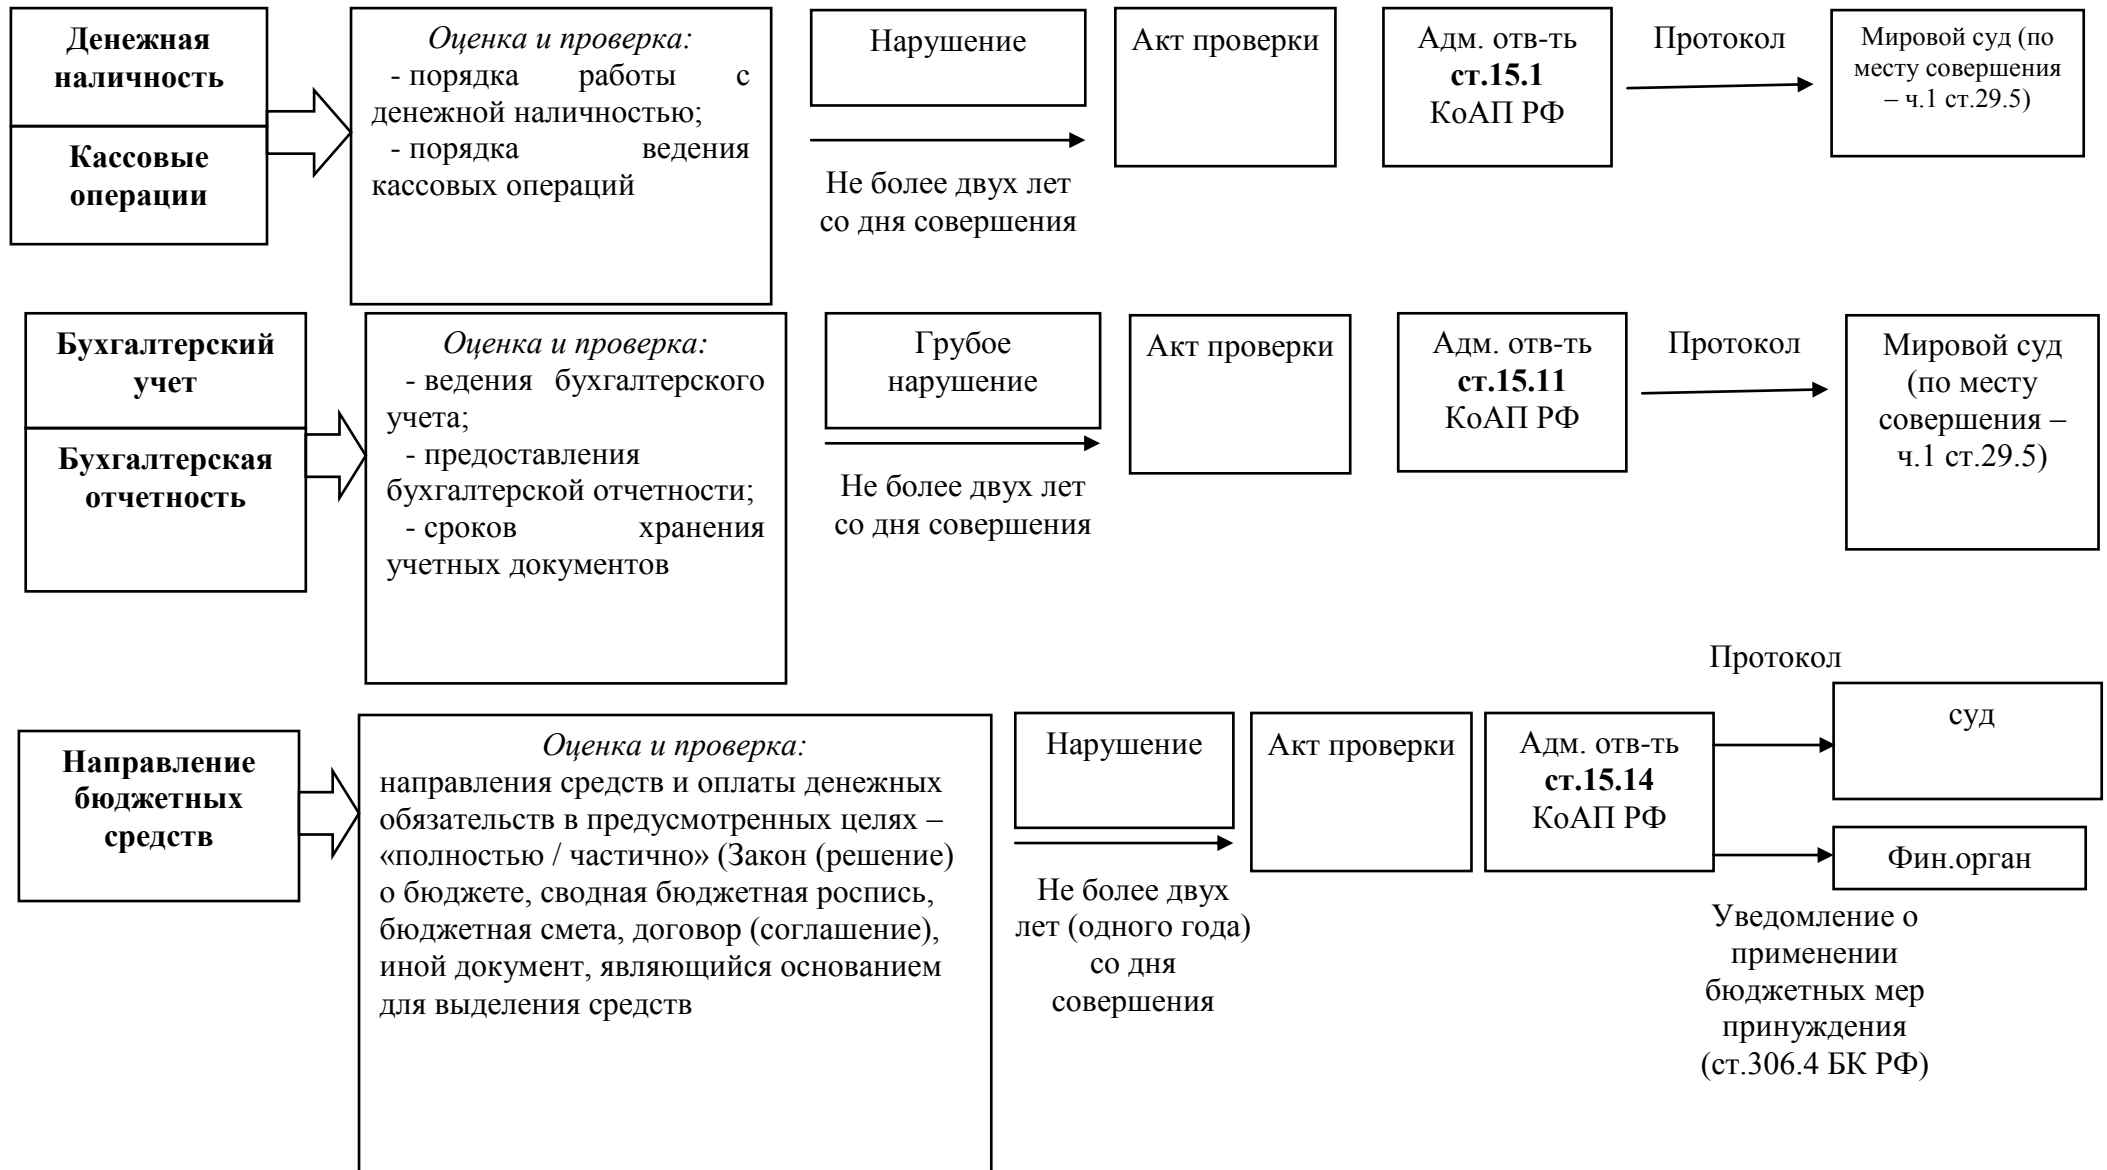 Денежная
наличность
Кассовые
операции
Оценка и проверка:
- порядка работы с
денежной наличностью;
- порядка ведения
кассовых операций
Нарушение
Не более двух лет
со дня совершения
Акт проверки
Адм. отв-ть
ст.15.1
КоАП РФ
Протокол
Мировой суд (по
месту совершения
– ч.1 ст.29.5)
Бухгалтерский
учет
Бухгалтерская
отчетность
Оценка и проверка:
- ведения бухгалтерского
учета;
- предоставления
бухгалтерской отчетности;
- сроков хранения
учетных документов
Грубое
нарушение
Не более двух лет
со дня совершения
Акт проверки
Адм. отв-ть
ст.15.11
КоАП РФ
Протокол
Мировой суд
(по месту
совершения –
ч.1 ст.29.5)
Направление
бюджетных
средств
Оценка и проверка:
направления средств и оплаты денежных
обязательств в предусмотренных целях –
«полностью / частично» (Закон (решение)
о бюджете, сводная бюджетная роспись,
бюджетная смета, договор (соглашение),
иной документ, являющийся основанием
для выделения средств
Нарушение
Не более двух
лет (одного года)
со дня
совершения
Акт проверки
Адм. отв-ть
ст.15.14
КоАП РФ
Протокол
суд
Фин.орган
Уведомление о
применении
бюджетных мер
принуждения
(ст.306.4 БК РФ)